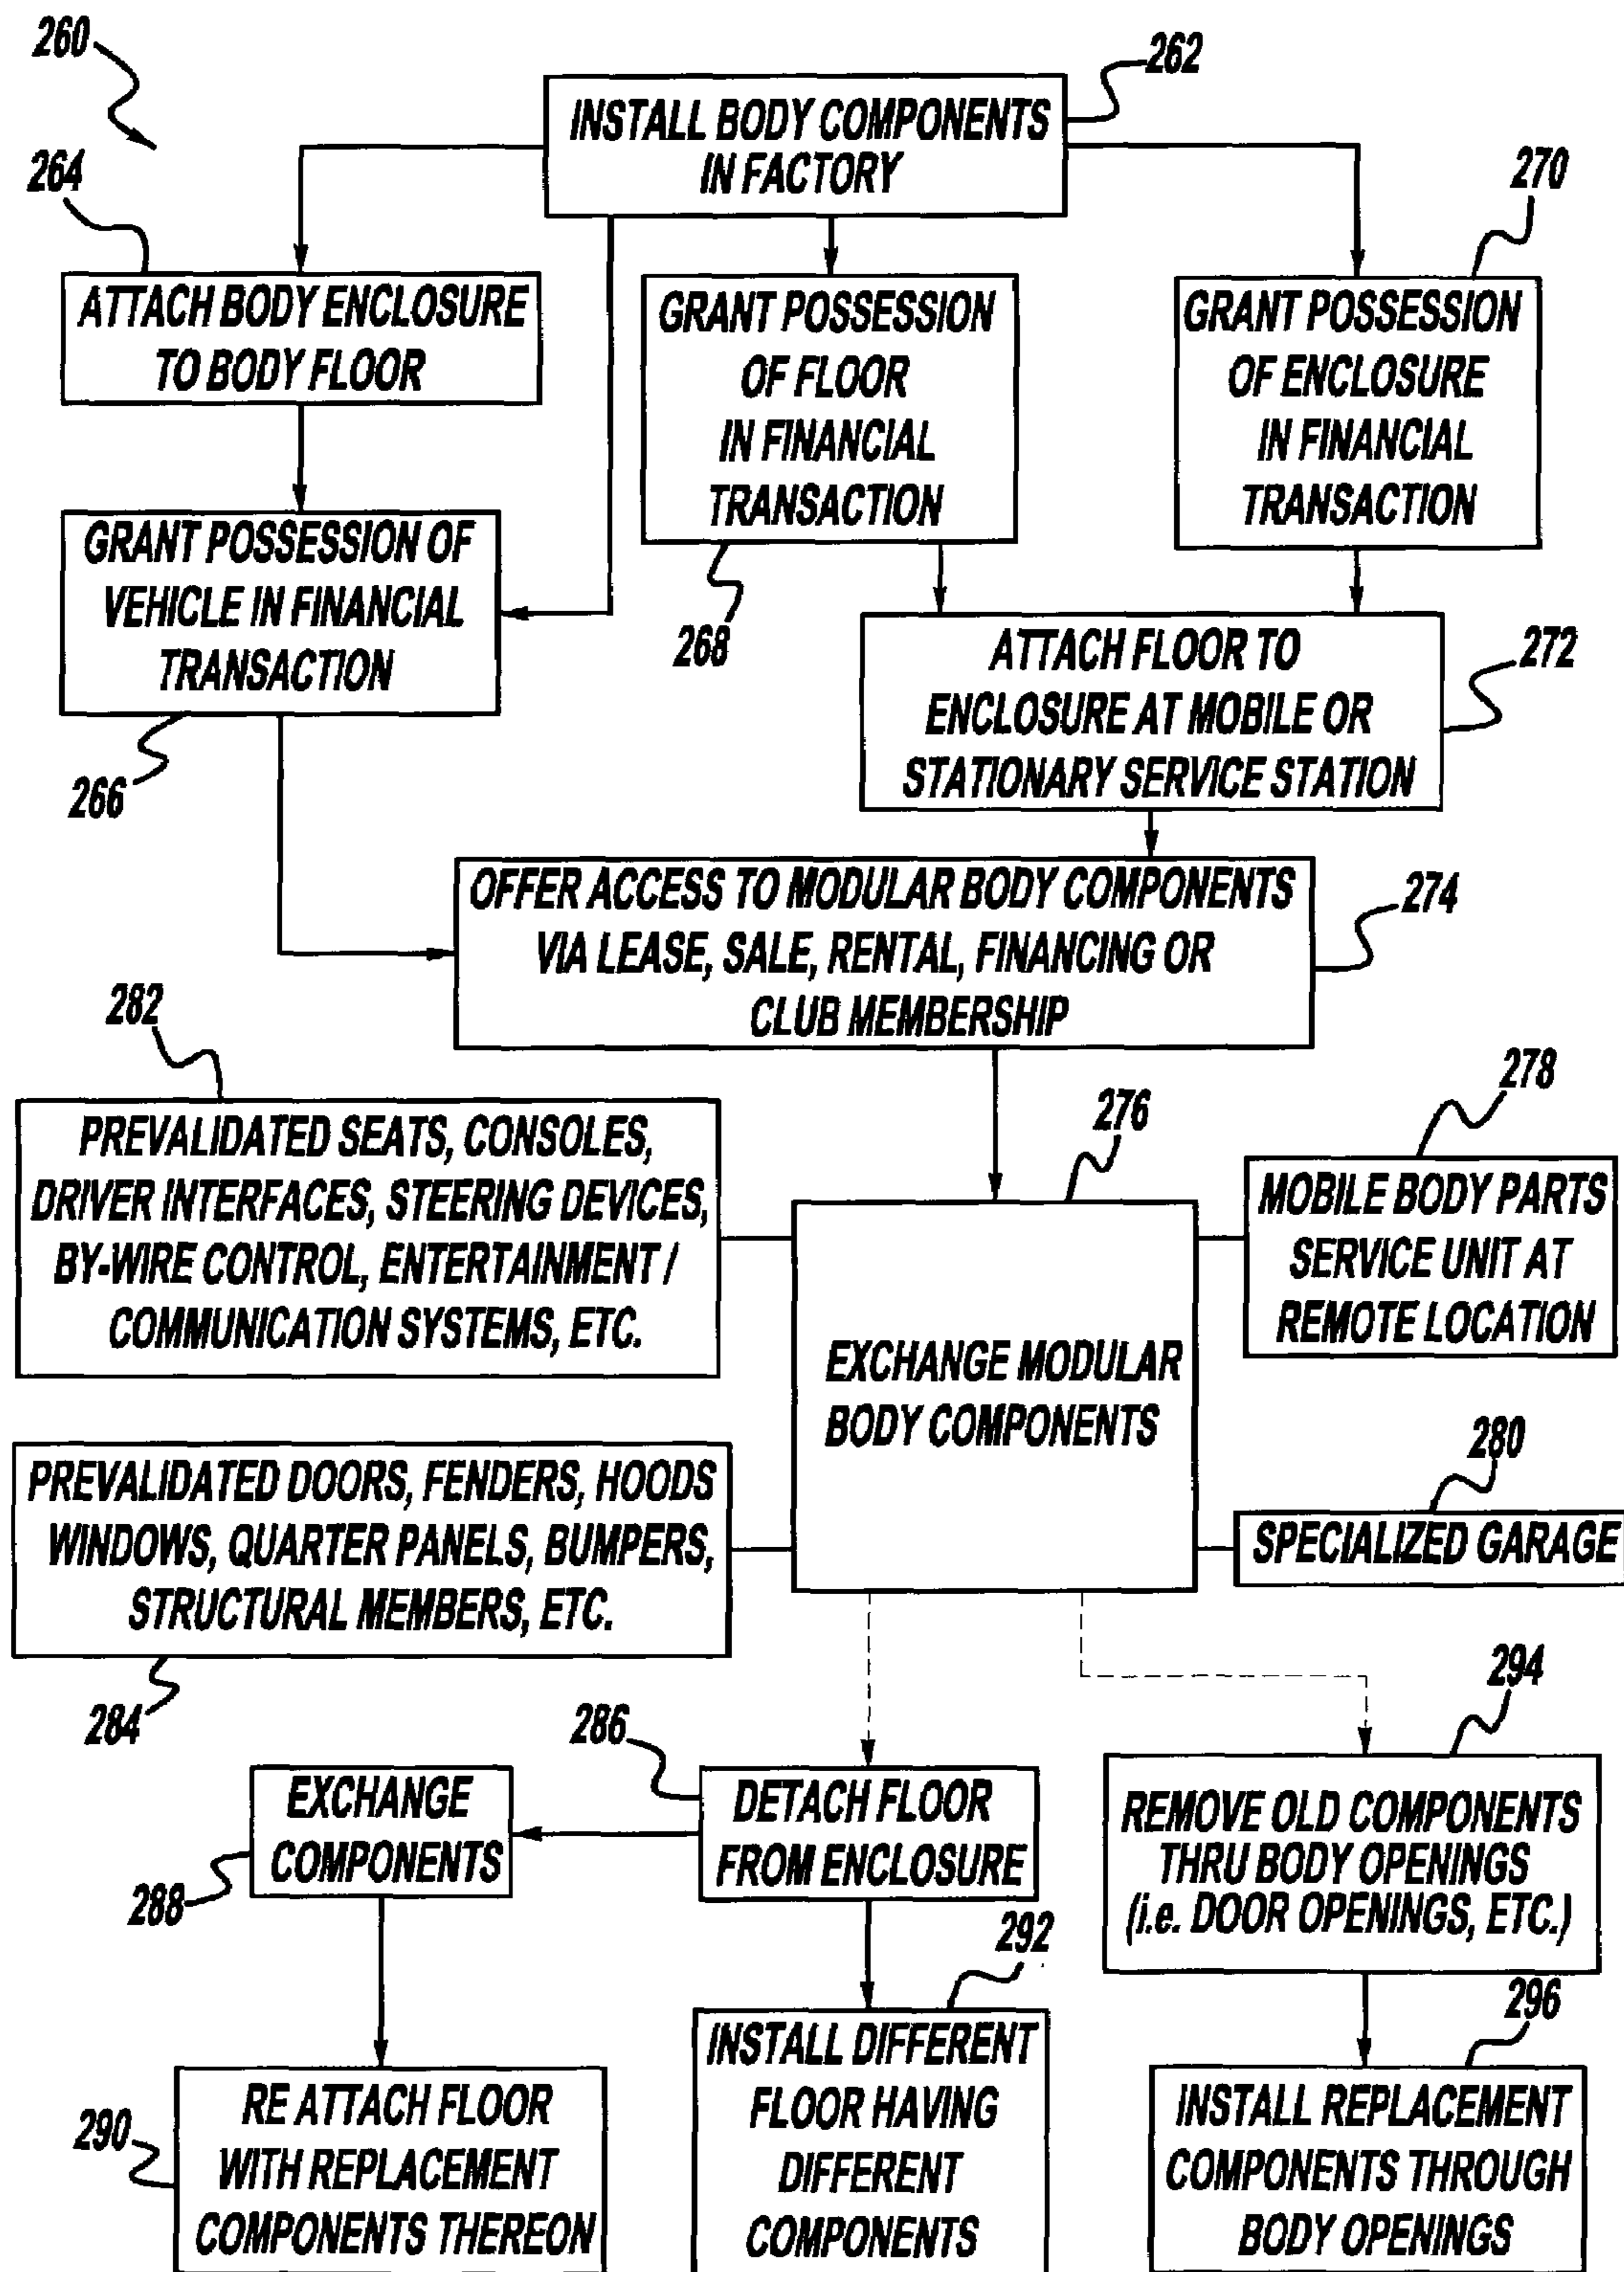 260
262
INSTALL BODY COMPONENTS
IN FACTORY
264
270
ATTACH BODY ENCLOSURE
TO BODY FLOOR
GRANT POSSESSION
OF FLOOR
IN FINANCIAL
TRANSACTION
GRANT POSSESSION
OF ENCLOSURE
IN FINANCIAL
TRANSACTION
GRANT POSSESSION OF
VEHICLE IN FINANCIAL
TRANSACTION
266
268
ATTACH FLOOR TO
ENCLOSURE AT MOBILE OR
STATIONARY SERVICE STATION
272
OFFER ACCESS TO MODULAR BODY COMPONENTS
VIA LEASE, SALE, RENTAL, FINANCING OR
CLUB MEMBERSHIP
274
282
PREVALIDATED SEATS, CONSOLES,
DRIVER INTERFACES, STEERING DEVICES,
BY-WIRE CONTROL, ENTERTAINMENT /
COMMUNICATION SYSTEMS, ETC.
276
278
MOBILE BODY PARTS
SERVICE UNIT AT
REMOTE LOCATION
EXCHANGE MODULAR
BODY COMPONENTS
280
SPECIALIZED GARAGE
PREVALIDATED DOORS, FENDERS, HOODS
WINDOWS, QUARTER PANELS, BUMPERS,
STRUCTURAL MEMBERS, ETC.
284
286
294
EXCHANGE
COMPONENTS
288
DETACH FLOOR
FROM ENCLOSURE
REMOVE OLD COMPONENTS
THRU BODY OPENINGS
(i.e. DOOR OPENINGS, ETC.)
292
296
290
RE ATTACH FLOOR
WITH REPLACEMENT
COMPONENTS THEREON
INSTALL DIFFERENT
FLOOR HAVING
DIFFERENT
COMPONENTS
INSTALL REPLACEMENT
COMPONENTS THROUGH
BODY OPENINGS